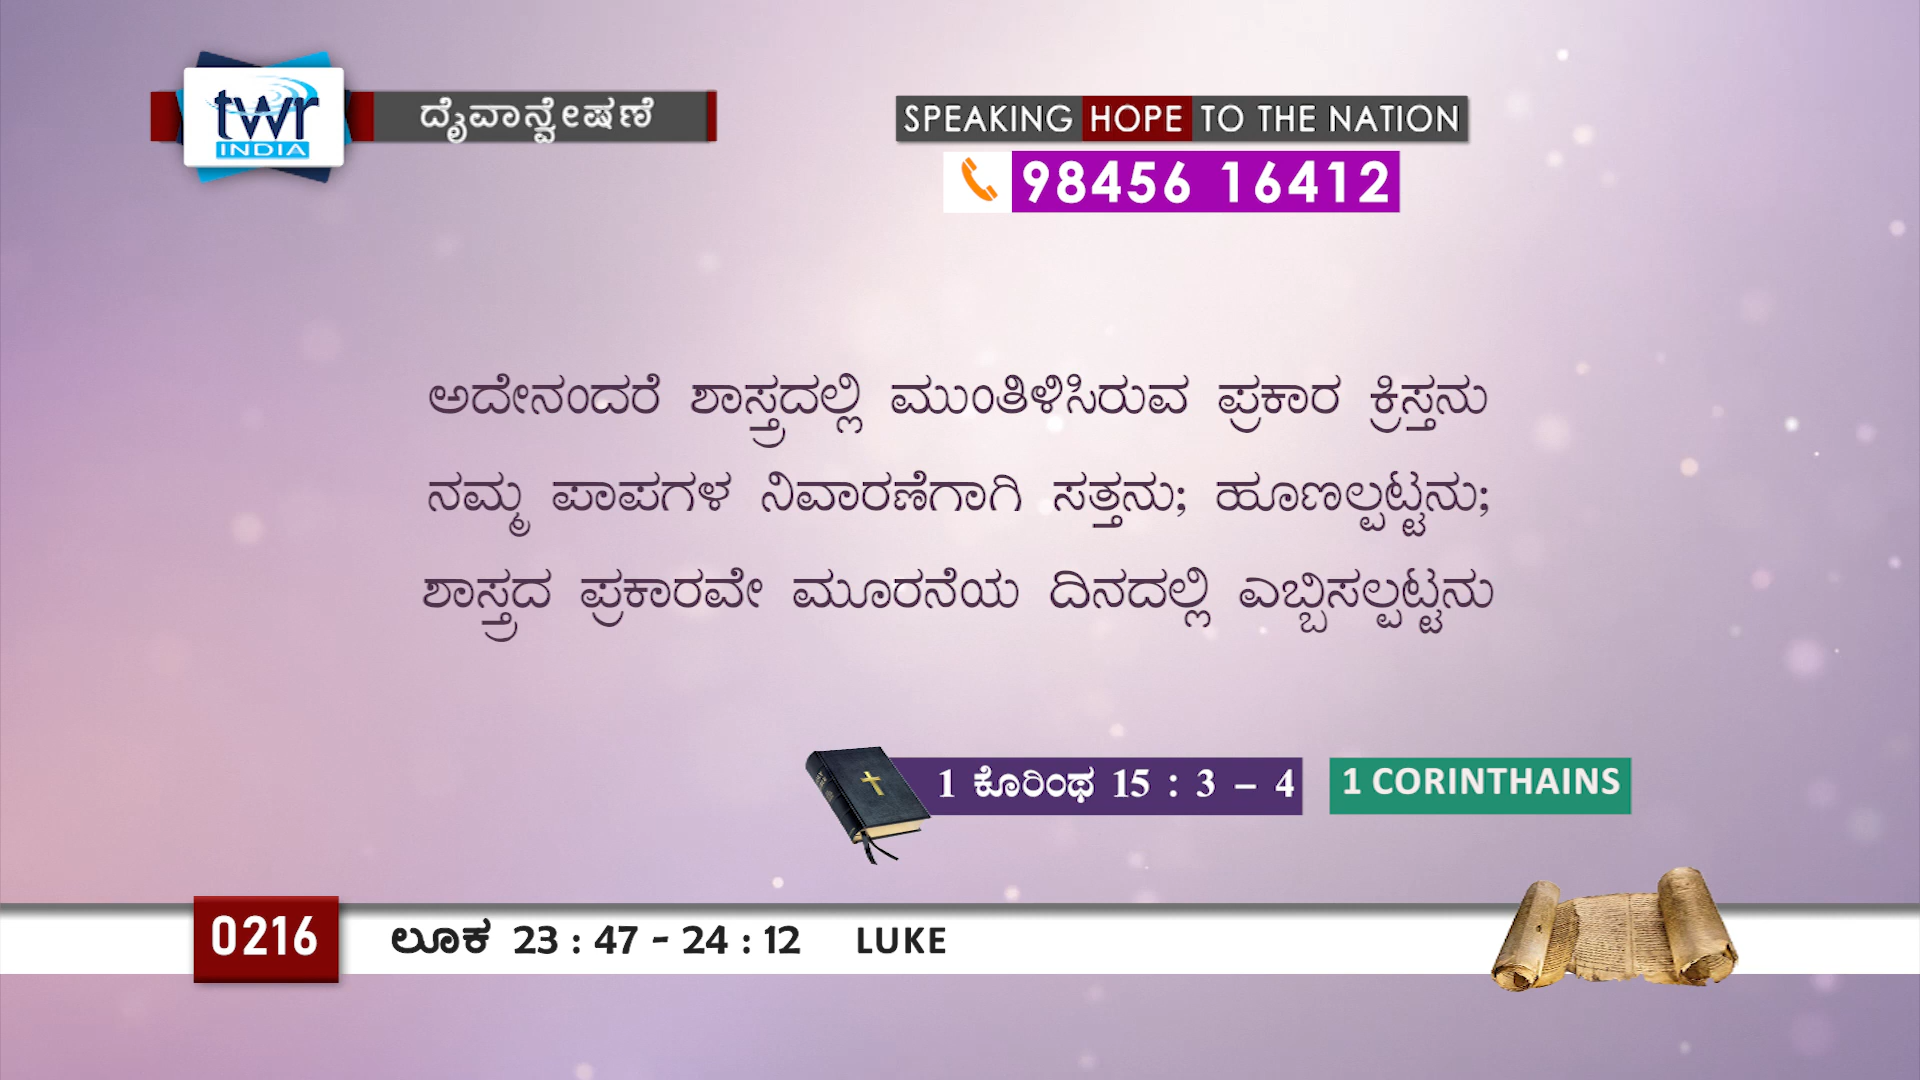 twr
INDIA
ದೈವಾನ್ವೇಷಣೆ
SPEAKING HOPE TO THE NATION
98456 16412
ಅದೇನಂದರೆ ಶಾಸ್ತ್ರದಲ್ಲಿ ಮುಂತಿಳಿಸಿರುವ ಪ್ರಕಾರ ಕ್ರಿಸ್ತನು
ನಮ್ಮ ಪಾಪಗಳ ನಿವಾರಣೆಗಾಗಿ ಸತ್ತನು; ಹೂಣಲ್ಪಟ್ಟನು;
ಶಾಸ್ತ್ರದ ಪ್ರಕಾರವೇ ಮೂರನೆಯ ದಿನದಲ್ಲಿ ಎಬ್ಬಿಸಲ್ಪಟ್ಟನು
1 ಕೊರಿಂಥ 15 : 3 – 4 1 CORINTHAINS
0216 ಲೂಕ 23 : 47 - 24 : 12 LUKE